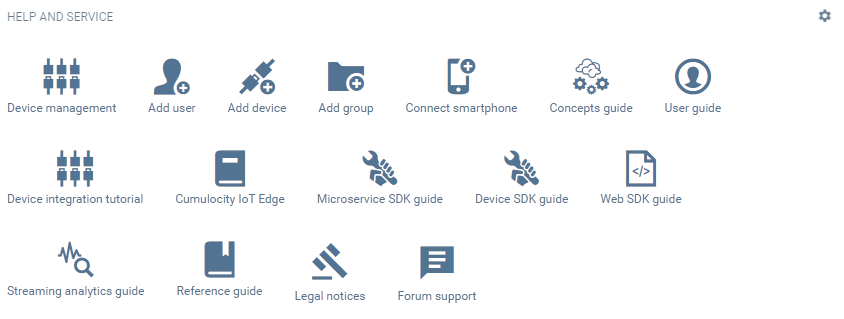 HELP AND SERVICE
Device management Add user Add device Add group Connect smartphone Concepts guide User guide
Device integration tutorial Cumulocity IoT Edge Microservice SDK guide Device SDK guide </> Web SDK guide
Streaming analytics guide Reference guide Legal notices Forum support